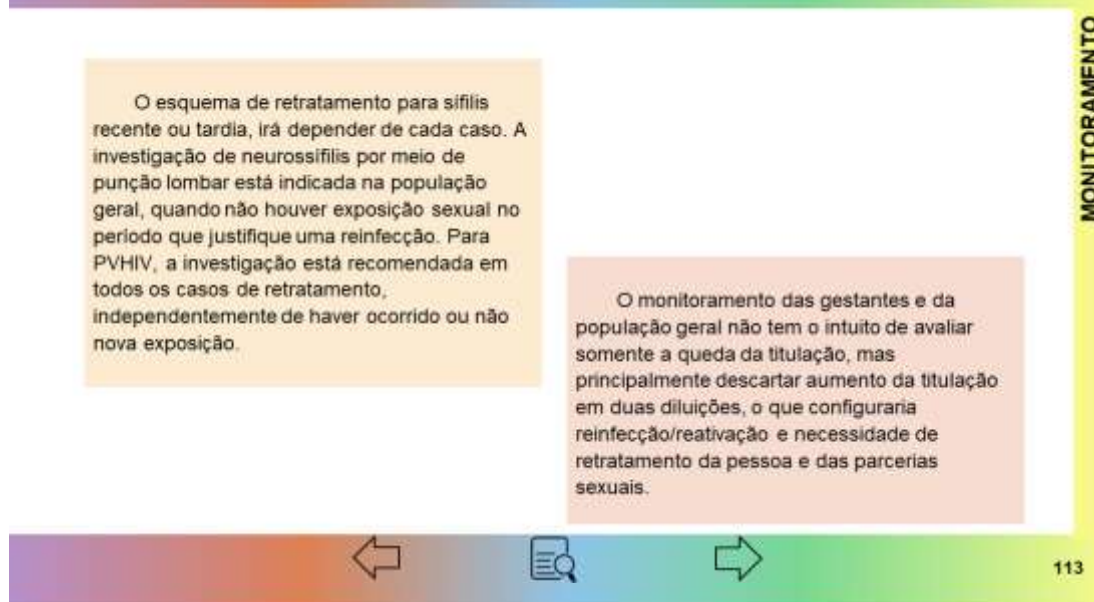 O esquema de retratamento para sífilis
recente ou tardia, irá depender de cada caso. A
investigação de neurossífilis por meio de
punção lombar está indicada na população
geral, quando não houver exposição sexual no
período que justifique uma reinfecção. Para
PVHIV, a investigação está recomendada em
todos os casos de retratamento,
independentemente de haver ocorrido ou não
nova exposição.
O monitoramento das gestantes e da
população geral não tem o intuito de avaliar
somente a queda da titulação, mas
principalmente descartar aumento da titulação
em duas diluições, o que configuraria
reinfecção/reativação e necessidade de
retratamento da pessoa e das parcerias
sexuais.
MONITORAMENTO
113